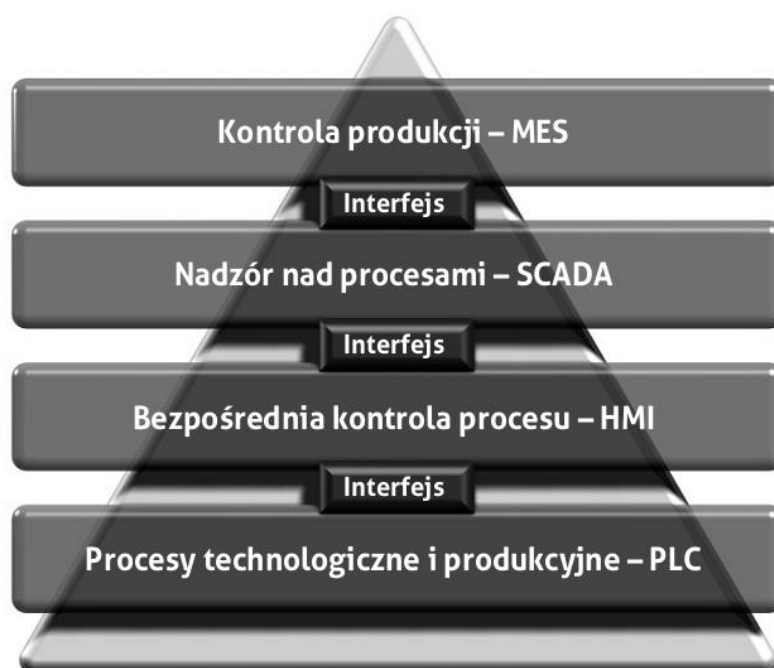 Kontrola produkcji – MES
Interfejs
Nadzór nad procesami – SCADA
Interfejs
Bezpośrednia kontrola procesu – HMI
Interfejs
Procesy technologiczne i produkcyjne – PLC